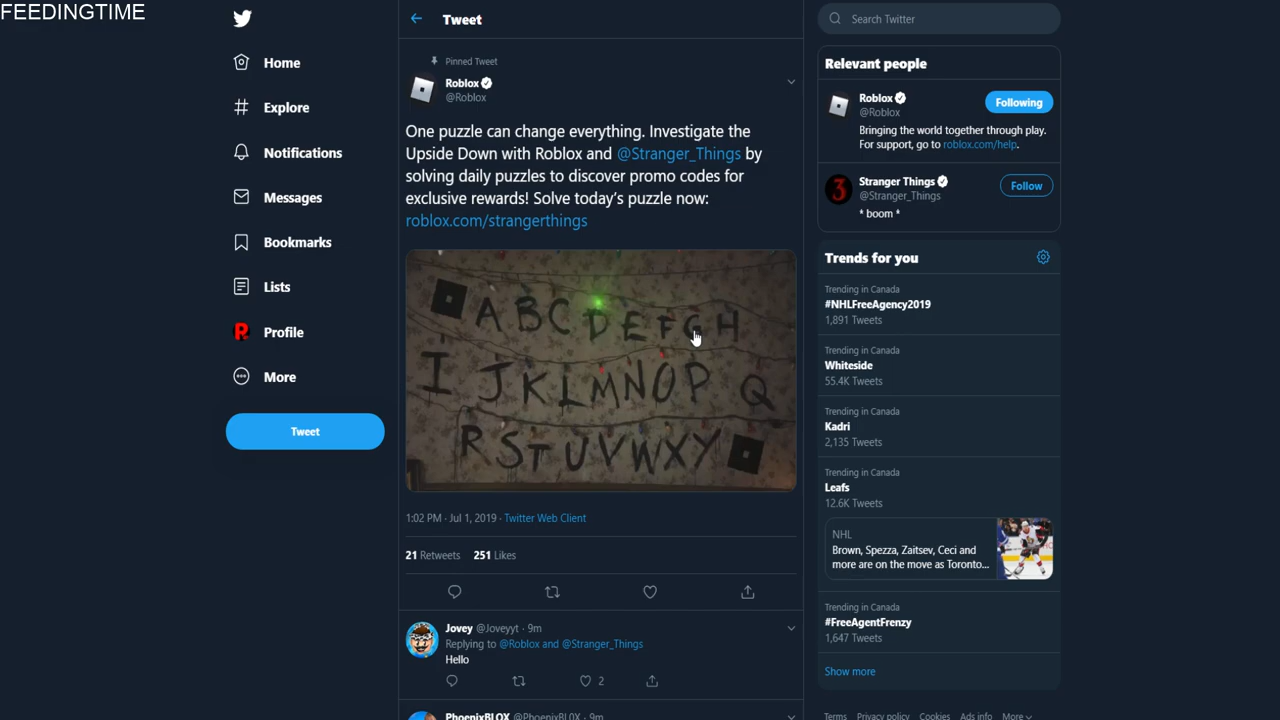 FEEDINGTIME
Home
Explore
Notifications
Messages
Bookmarks
Lists
Profile
More
Tweet
Tweet
Pinned Tweet
Roblox
@Roblox
One puzzle can change everything. Investigate the
Upside Down with Roblox and @Stranger_Things by
solving daily puzzles to discover promo codes for
exclusive rewards! Solve today's puzzle now:
roblox.com/strangerthings
A B C D E F G H
I J K L M N O P Q
R S T U V W X Y
1:02 PM · Jul 1, 2019 · Twitter Web Client
21 Retweets 251 Likes
Jovey @Joveyyt · 9m
Replying to @Roblox and @Stranger_Things
Hello
2
PhoenixBLOX @PhoenixBLOX · 9m
Search Twitter
Relevant people
Roblox
@Roblox
Following
Bringing the world together through play.
For support, go to roblox.com/help.
Stranger Things
@Stranger_Things
Follow
* boom *
Trends for you
Trending in Canada
#NHLFreeAgency2019
1,891 Tweets
Trending in Canada
Whiteside
55.4K Tweets
Trending in Canada
Kadri
2,135 Tweets
Trending in Canada
Leafs
12.6K Tweets
NHL
Brown, Spezza, Zaitsev, Ceci and
more are on the move as Toronto...
Trending in Canada
#FreeAgentFrenzy
1,647 Tweets
Show more
Terms Privacy policy Cookies Ads info More